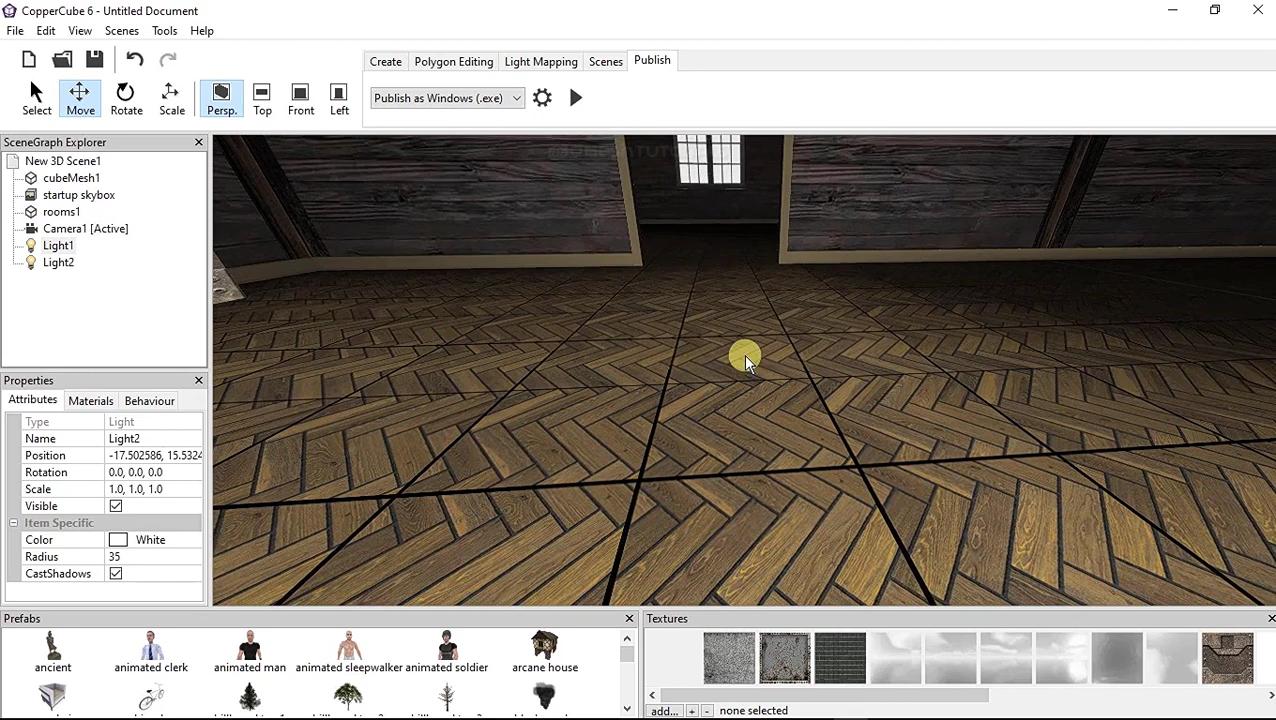 CopperCube 6 - Untitled Document
File Edit View Scenes Tools Help
Create Polygon Editing Light Mapping Scenes Publish
Select Move Rotate Scale Persp. Top Front Left
Publish as Windows (.exe)
SceneGraph Explorer
New 3D Scene1
cubeMesh1
startup skybox
rooms1
Camera1 [Active]
Light1
Light2
Properties
Attributes Materials Behaviour
Type Light
Name Light2
Position -17.502586, 15.5324
Rotation 0.0, 0.0, 0.0
Scale 1.0, 1.0, 1.0
Visible
Item Specific
Color White
Radius 35
CastShadows
Prefabs
ancient animated clerk animated man animated sleepwalker animated soldier arcane house
Textures
add... + - none selected